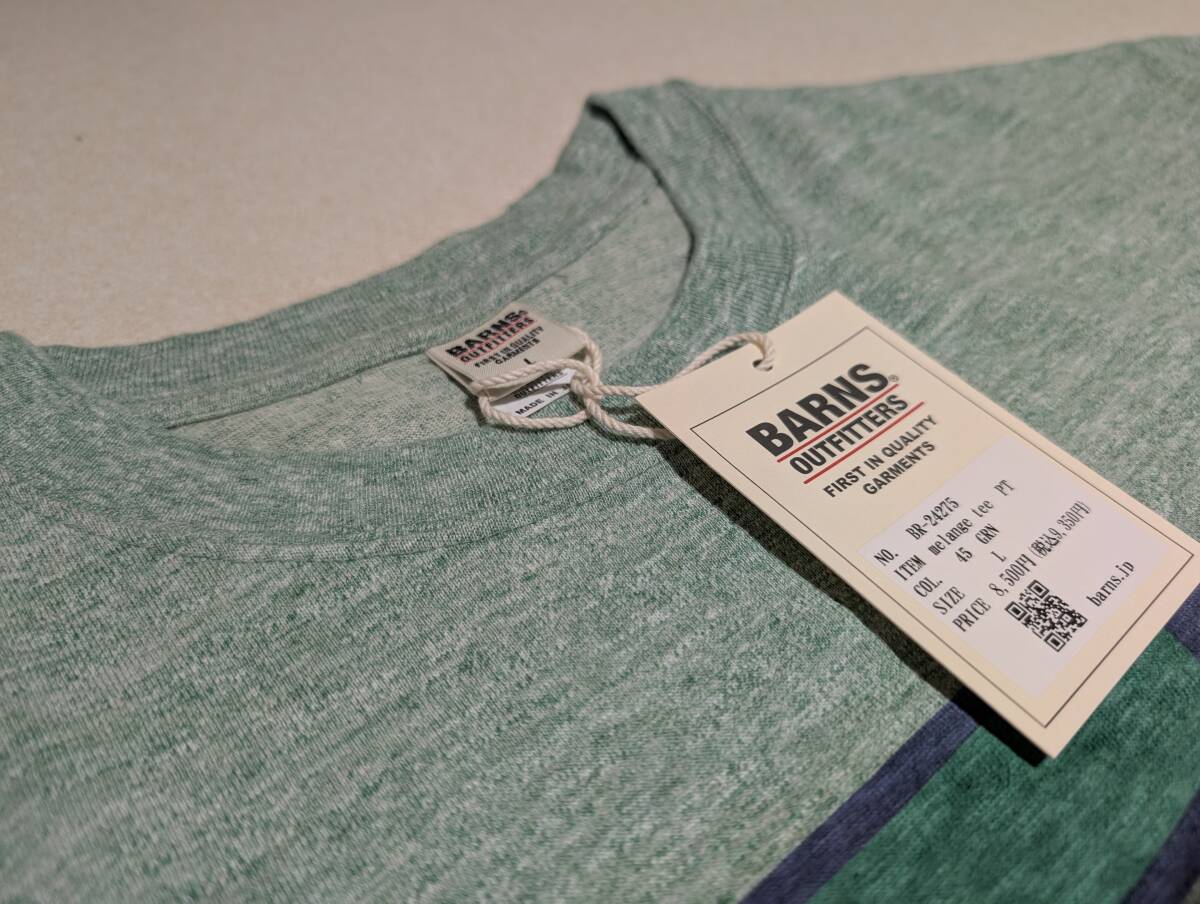 BARNS®
OUTFITTERS
FIRST IN QUALITY
GARMENTS
L
MADE IN
BARNS®
OUTFITTERS
FIRST IN QUALITY
GARMENTS
NO. BR-24275
ITEM melange tee PT
COL. 45 GRN
SIZE L
PRICE 8,500円(税込9,350円)
barns.jp